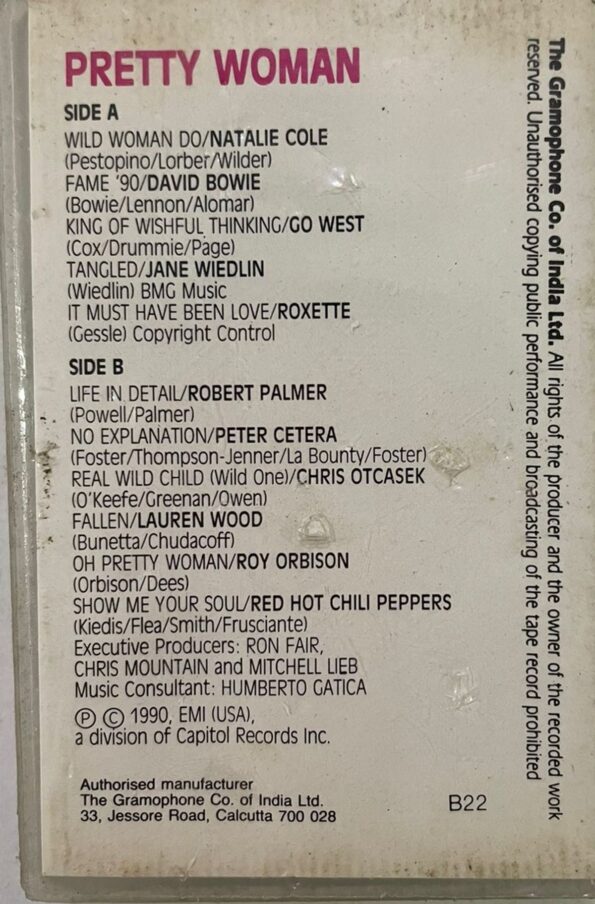 PRETTY WOMAN
SIDE A
WILD WOMAN DO/NATALIE COLE
(Pestopino/Lorber/Wilder)
FAME '90/DAVID BOWIE
(Bowie/Lennon/Alomar)
KING OF WISHFUL THINKING/GO WEST
(Cox/Drummie/Page)
TANGLED/JANE WIEDLIN
(Wiedlin) BMG Music
IT MUST HAVE BEEN LOVE/ROXETTE
(Gessle) Copyright Control
SIDE B
LIFE IN DETAIL/ROBERT PALMER
(Powell/Palmer)
NO EXPLANATION/PETER CETERA
(Foster/Thompson-Jenner/La Bounty/Foster)
REAL WILD CHILD (Wild One)/CHRIS OTCASEK
(O'Keefe/Greenan/Owen)
FALLEN/LAUREN WOOD
(Bunetta/Chudacoff)
OH PRETTY WOMAN/ROY ORBISON
(Orbison/Dees)
SHOW ME YOUR SOUL/RED HOT CHILI PEPPERS
(Kiedis/Flea/Smith/Frusciante)
Executive Producers: RON FAIR,
CHRIS MOUNTAIN and MITCHELL LIEB
Music Consultant: HUMBERTO GATICA
Ⓟ © 1990, EMI (USA),
a division of Capitol Records Inc.
Authorised manufacturer
The Gramophone Co. of India Ltd.
33, Jessore Road, Calcutta 700 028
B22
The Gramophone Co. of India Ltd. All rights of the producer and the owner of the recorded work
reserved. Unauthorised copying public performance and broadcasting of the tape record prohibited